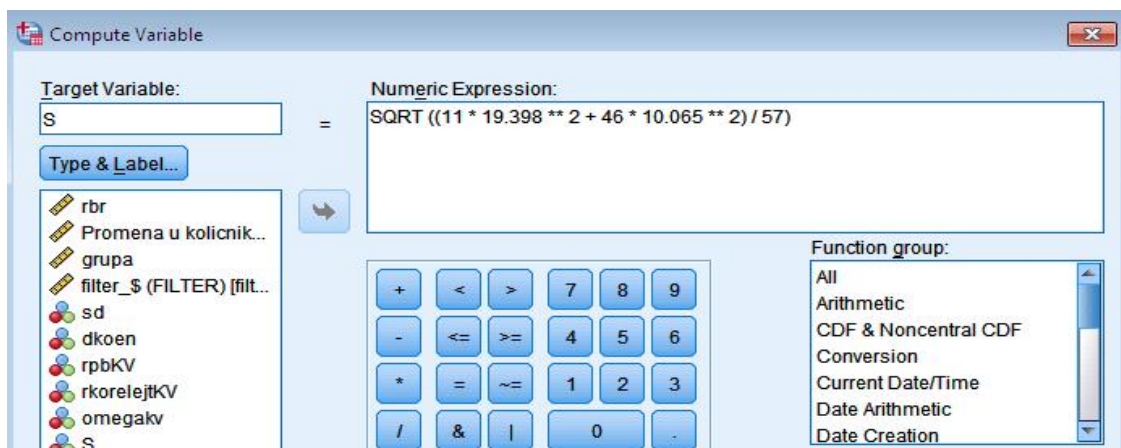 Compute Variable
Target Variable:
S
=
Type & Label...
rbr
Promena u kolicnik...
grupa
filter_$ (FILTER) [filt...
sd
dkoen
rpbKV
rkorelejtKV
omegakv
S
Numeric Expression:
SQRT ((11 * 19.398 ** 2 + 46 * 10.065 ** 2) / 57)
+ < > 7 8 9
- <= >= 4 5 6
* = ~= 1 2 3
/ & | 0 .
Function group:
All
Arithmetic
CDF & Noncentral CDF
Conversion
Current Date/Time
Date Arithmetic
Date Creation